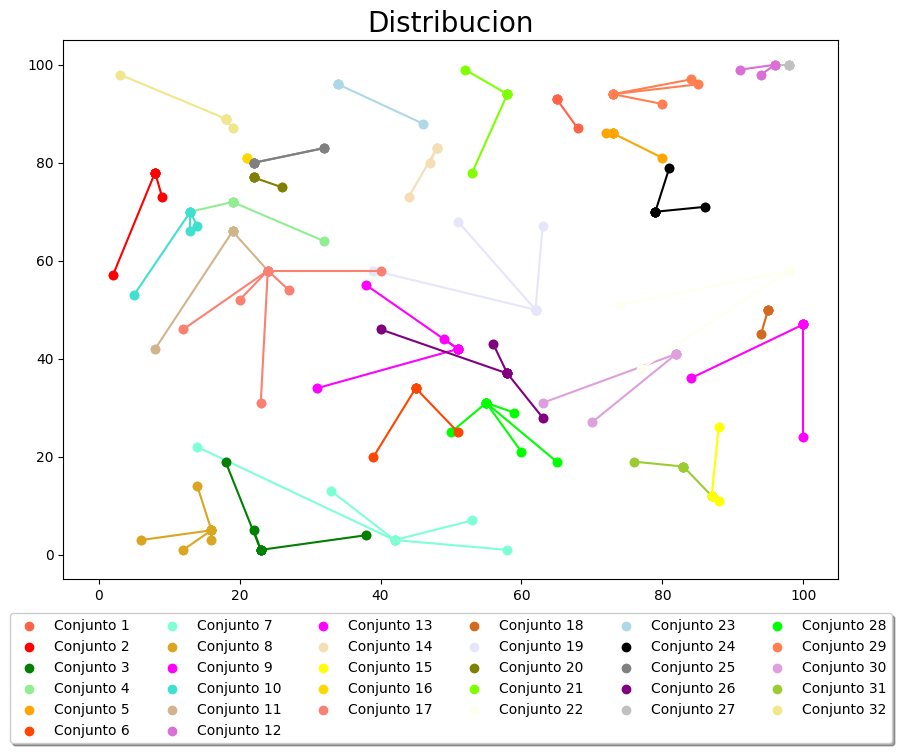 Distribucion
100
80
60
40
20
0
0 20 40 60 80 100
Conjunto 1 Conjunto 7 Conjunto 13 Conjunto 18 Conjunto 23 Conjunto 28
Conjunto 2 Conjunto 8 Conjunto 14 Conjunto 19 Conjunto 24 Conjunto 29
Conjunto 3 Conjunto 9 Conjunto 15 Conjunto 20 Conjunto 25 Conjunto 30
Conjunto 4 Conjunto 10 Conjunto 16 Conjunto 21 Conjunto 26 Conjunto 31
Conjunto 5 Conjunto 11 Conjunto 17 Conjunto 22 Conjunto 27 Conjunto 32
Conjunto 6 Conjunto 12